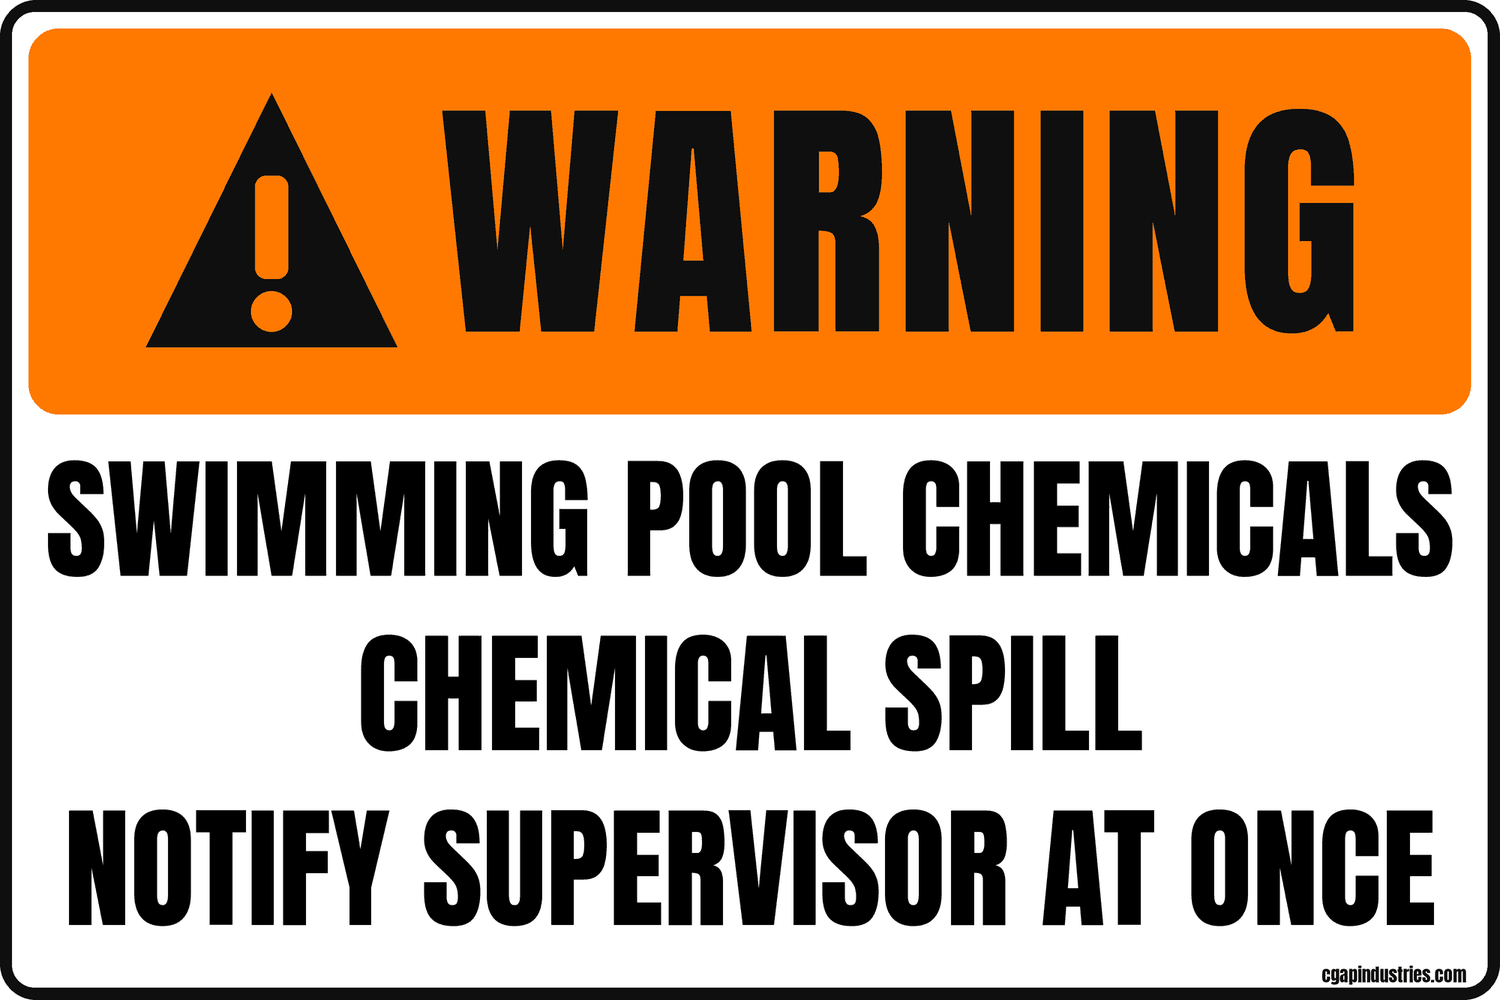 WARNING
SWIMMING POOL CHEMICALS
CHEMICAL SPILL
NOTIFY SUPERVISOR AT ONCE
cgapindustries.com